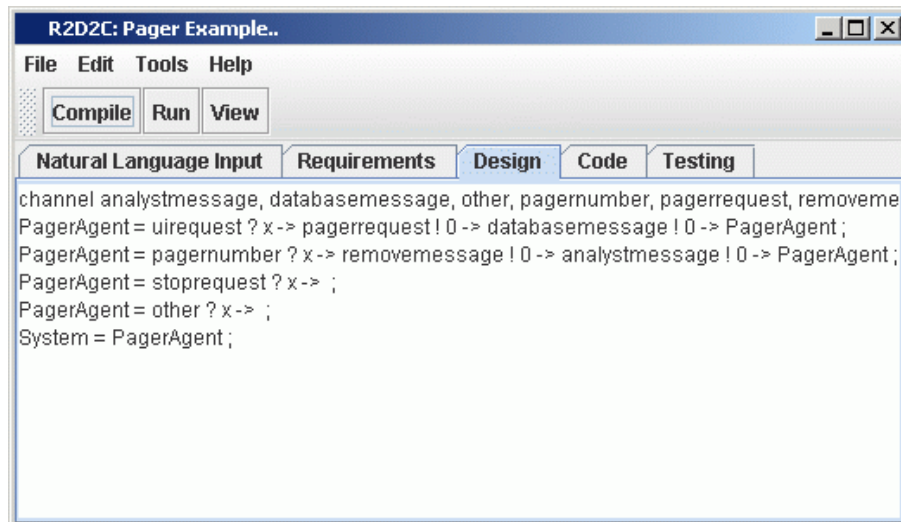 R2D2C: Pager Example..
File Edit Tools Help
Compile Run View
Natural Language Input Requirements Design Code Testing
channel analystmessage, databasemessage, other, pagernumber, pagerrequest, removeme
PagerAgent = uirequest ? x -> pagerrequest ! 0 -> databasemessage ! 0 -> PagerAgent ;
PagerAgent = pagernumber ? x -> removemessage ! 0 -> analystmessage ! 0 -> PagerAgent ;
PagerAgent = stoprequest ? x -> ;
PagerAgent = other ? x -> ;
System = PagerAgent ;